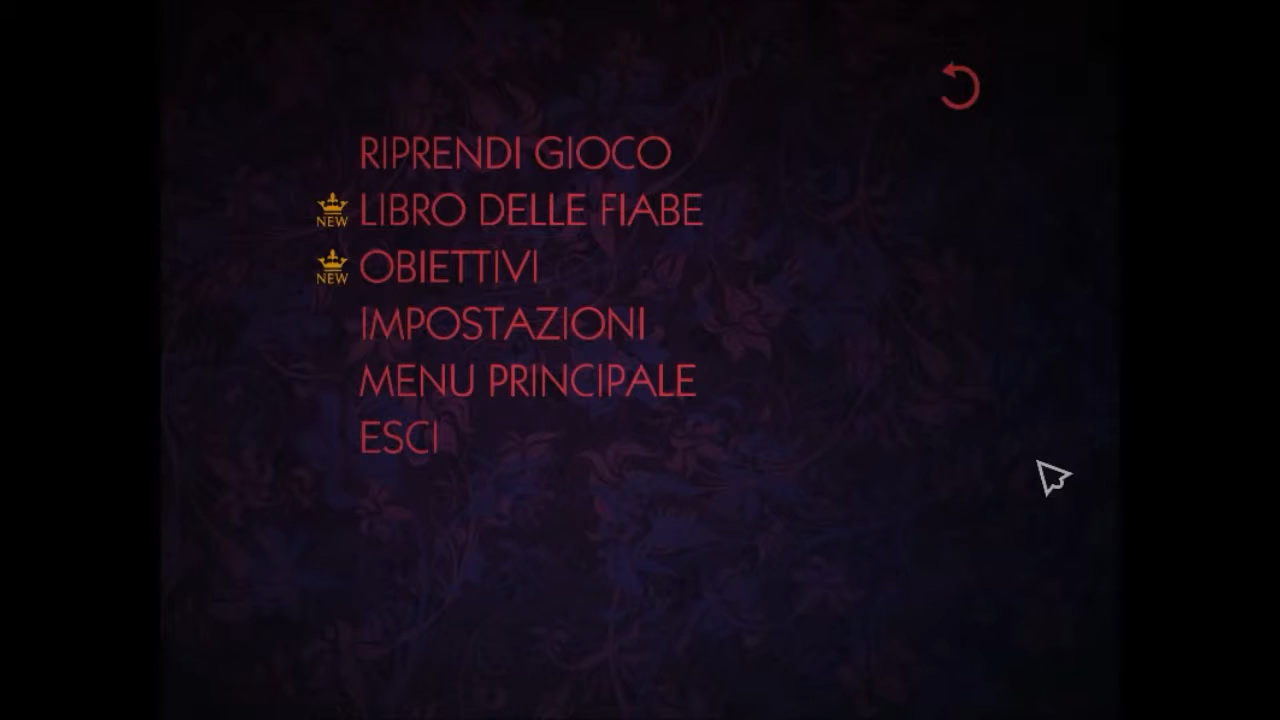 RIPRENDI GIOCO
NEW LIBRO DELLE FIABE
NEW OBIETTIVI
IMPOSTAZIONI
MENU PRINCIPALE
ESCI